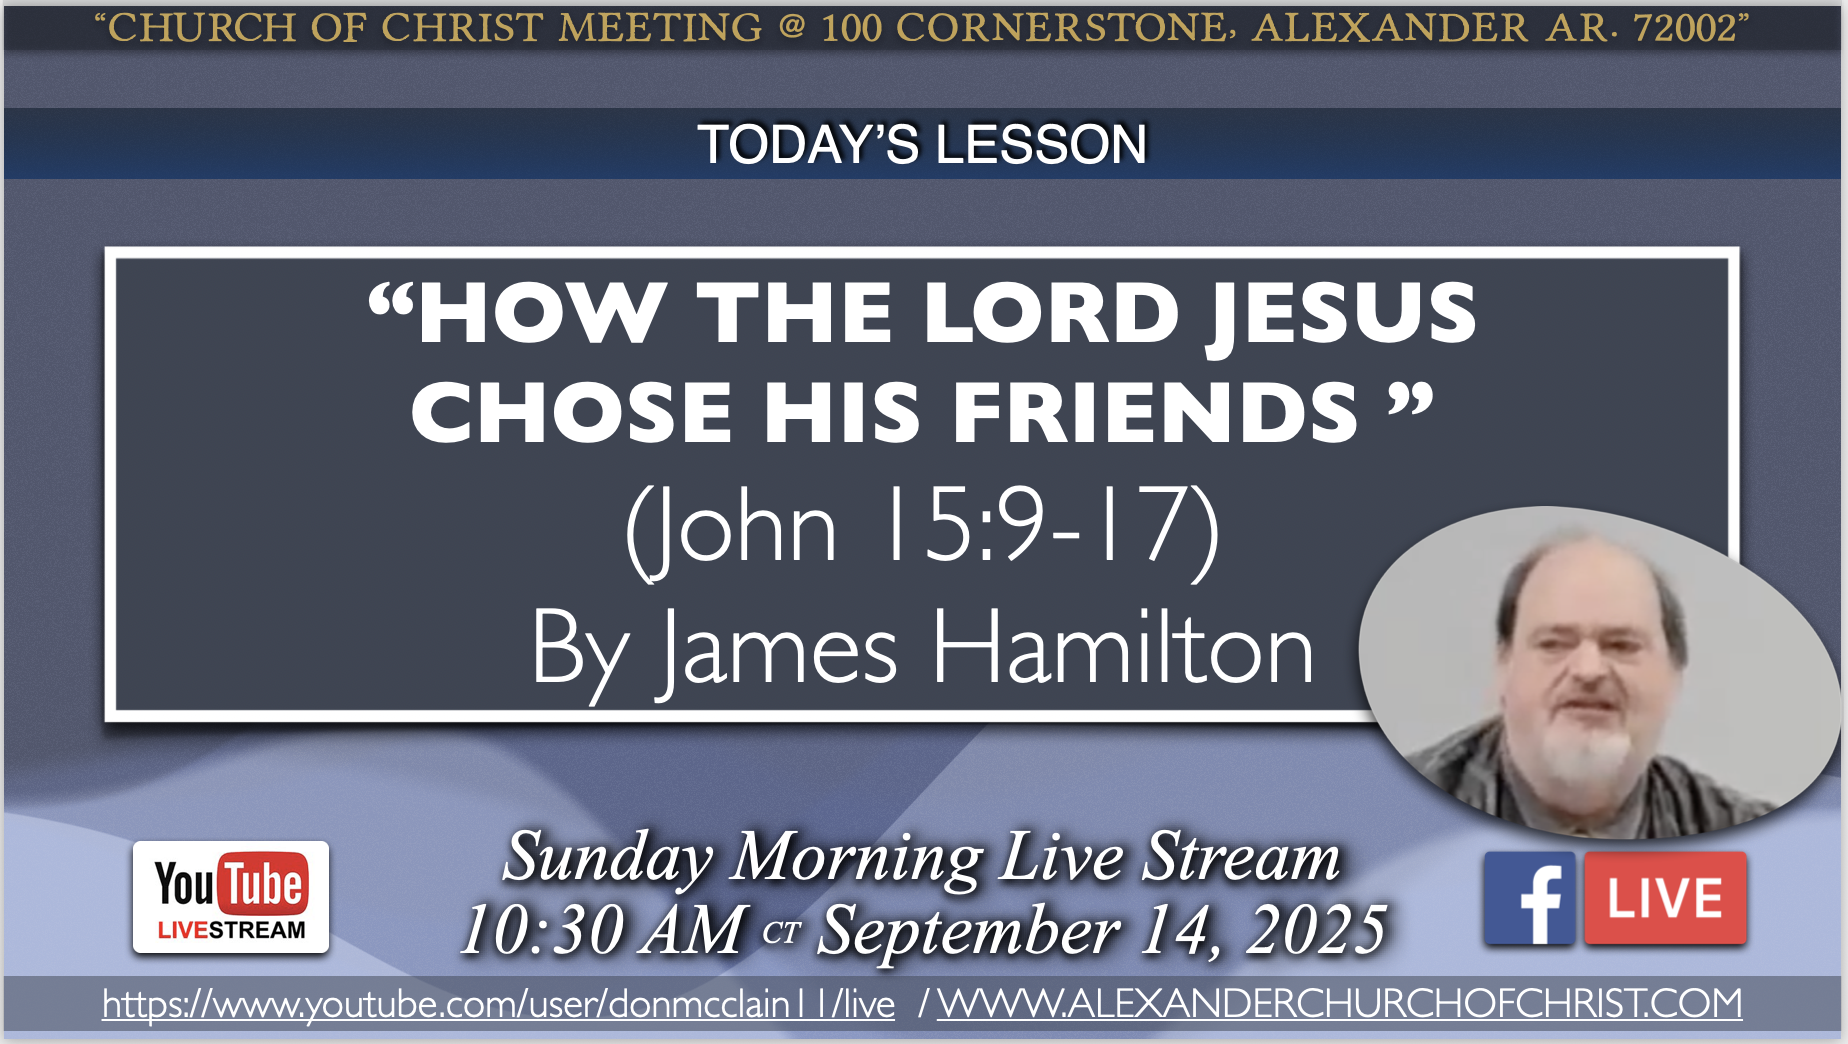 “CHURCH OF CHRIST MEETING @ 100 CORNERSTONE, ALEXANDER AR. 72002”
TODAY’S LESSON
“HOW THE LORD JESUS
CHOSE HIS FRIENDS ”
(John 15:9-17)
By James Hamilton
Sunday Morning Live Stream
10:30 AM CT September 14, 2025
YouTube
LIVESTREAM
f LIVE
https://www.youtube.com/user/donmcclain11/live / WWW.ALEXANDERCHURCHOFCHRIST.COM